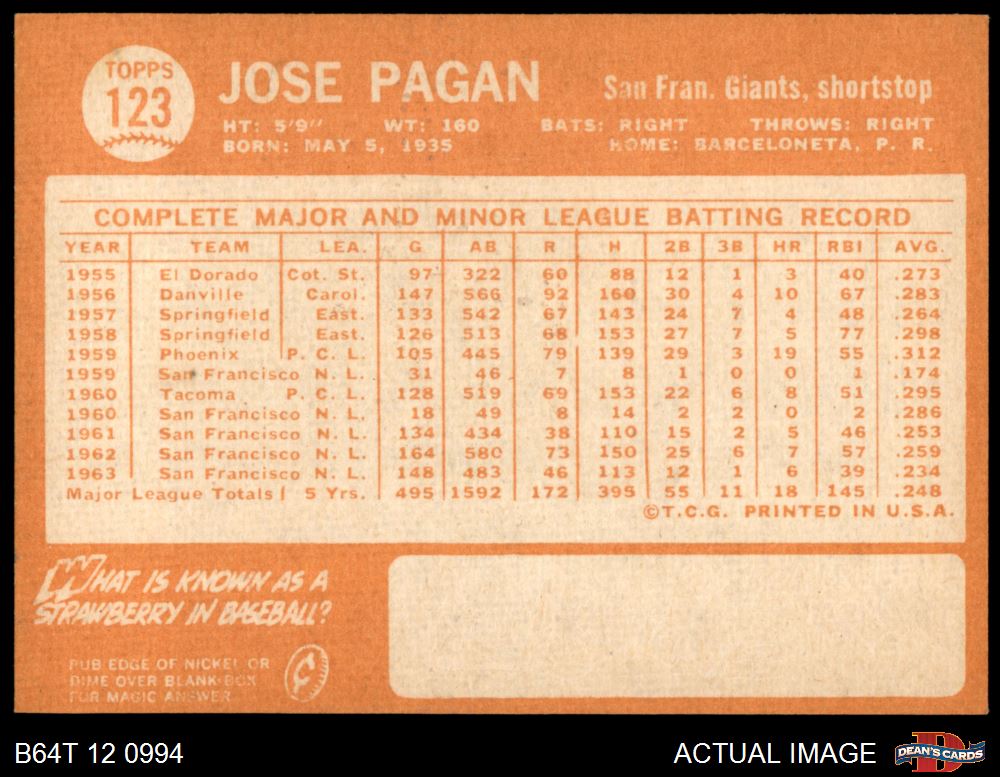 TOPPS
123
JOSE PAGAN
San Fran. Giants, shortstop
HT: 5'9" WT: 160 BATS: RIGHT THROWS: RIGHT
BORN: MAY 5, 1935 HOME: BARCELONETA, P. R.
COMPLETE MAJOR AND MINOR LEAGUE BATTING RECORD
YEAR TEAM LEA. G AB R H 2B 3B HR RBI AVG.
1955 El Dorado Cot. St. 97 322 60 88 12 1 3 40 .273
1956 Danville Carol. 147 566 92 160 30 4 10 67 .283
1957 Springfield East. 133 542 67 143 24 7 4 48 .264
1958 Springfield East. 126 513 68 153 27 7 5 77 .298
1959 Phoenix P. C. L. 105 445 79 139 29 3 19 55 .312
1959 San Francisco N. L. 31 46 7 8 1 0 0 1 .174
1960 Tacoma P. C. L. 128 519 69 153 22 6 8 51 .295
1960 San Francisco N. L. 18 49 8 14 2 2 0 2 .286
1961 San Francisco N. L. 134 434 38 110 15 2 5 46 .253
1962 San Francisco N. L. 164 580 73 150 25 6 7 57 .259
1963 San Francisco N. L. 148 483 46 113 12 1 6 39 .234
Major League Totals 5 Yrs. 495 1592 172 395 55 11 18 145 .248
©T.C.G. PRINTED IN U.S.A.
WHAT IS KNOWN AS A
STRAWBERRY IN BASEBALL?
RUB EDGE OF NICKEL OR
DIME OVER BLANK BOX
FOR MAGIC ANSWER
B64T 12 0994
ACTUAL IMAGE
DEAN'S CARDS